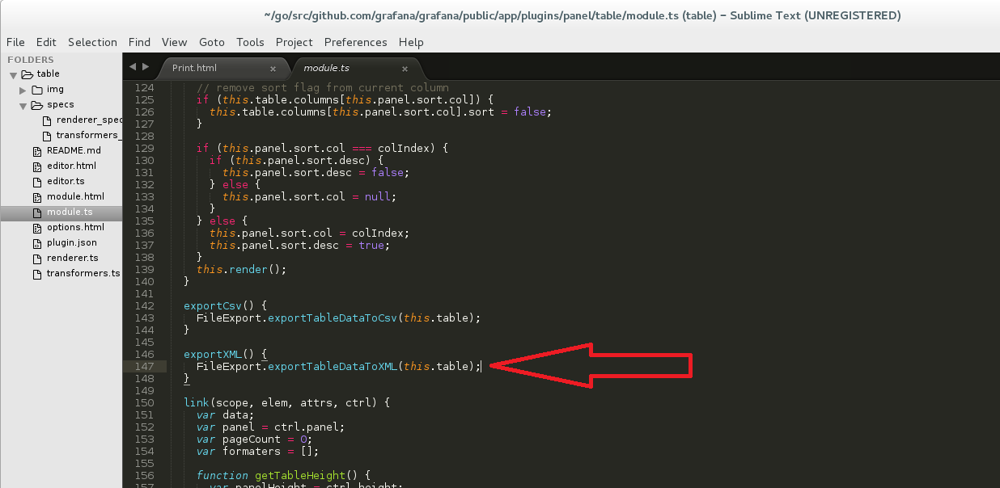 ~/go/src/github.com/grafana/grafana/public/app/plugins/panel/table/module.ts (table) - Sublime Text (UNREGISTERED)
File Edit Selection Find View Goto Tools Project Preferences Help
FOLDERS
table
img
specs
renderer_spec
transformers_
README.md
editor.html
editor.ts
module.html
module.ts
options.html
plugin.json
renderer.ts
transformers.ts
Print.html × module.ts ×
124 // remove sort flag from current column
125 if (this.table.columns[this.panel.sort.col]) {
126 this.table.columns[this.panel.sort.col].sort = false;
127 }
128
129 if (this.panel.sort.col === colIndex) {
130 if (this.panel.sort.desc) {
131 this.panel.sort.desc = false;
132 } else {
133 this.panel.sort.col = null;
134 }
135 } else {
136 this.panel.sort.col = colIndex;
137 this.panel.sort.desc = true;
138 }
139 this.render();
140 }
141
142 exportCsv() {
143 FileExport.exportTableDataToCsv(this.table);
144 }
145
146 exportXML() {
147 FileExport.exportTableDataToXML(this.table);
148 }
149
150 link(scope, elem, attrs, ctrl) {
151 var data;
152 var panel = ctrl.panel;
153 var pageCount = 0;
154 var formaters = [];
155
156 function getTableHeight() {
157 var panelHeight = ctrl.height;